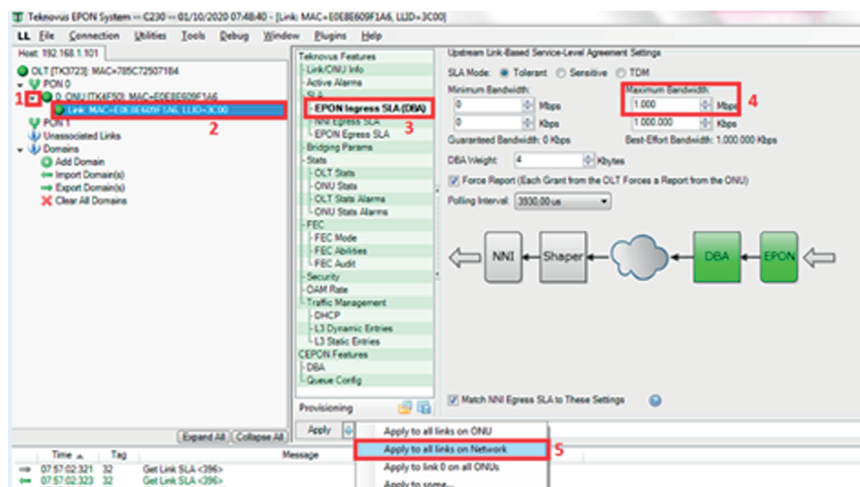 Teknovus EPON System -- C230 -- 01/10/2020 07:48:40 - [Link: MAC=E0E8E609F1A6, LLID=3C00]
LL File Connection Utilities Tools Debug Window Plugins Help
Host: 192.168.1.101
OLT [TK3723]: MAC=785C72507184
PON 0
1
0: ONU [TK4F50]: MAC=E0E8E609F1A6
Link: MAC=E0E8E609F1A6, LLID=3C00
2
PON 1
Unassociated Links
Domains
Add Domain
Import Domain(s)
Export Domain(s)
Clear All Domains
Expand All Collapse All
Teknovus Features
Link/ONU Info
Active Alarms
SLA
EPON Ingress SLA (DBA)
3
NNI Egress SLA
EPON Egress SLA
Bridging Params
Stats
OLT Stats
ONU Stats
OLT Stats Alarms
ONU Stats Alarms
FEC
FEC Mode
FEC Abilities
FEC Audit
Security
OAM Rate
Traffic Management
DHCP
L3 Dynamic Entries
L3 Static Entries
CEPON Features
DBA
Queue Config
Provisioning
Apply
Upstream Link-Based Service-Level Agreement Settings
SLA Mode: Tolerant Sensitive TDM
Minimum Bandwidth: Maximum Bandwidth:
0 Mbps 1.000 Mbps 4
0 Kbps 1.000.000 Kbps
Guaranteed Bandwidth: 0 Kbps Best-Effort Bandwidth: 1.000.000 Kbps
DBA Weight: 4 Kbytes
Force Report (Each Grant from the OLT Forces a Report from the ONU)
Polling Interval: 3930,00 us
NNI Shaper DBA EPON
Match NNI Egress SLA to These Settings
Apply to all links on ONU
Apply to all links on Network 5
Apply to link 0 on all ONUs
Apply to some...
Time Tag Message
07:57:02.321 32 Get Link SLA <396>
07:57:02.323 32 Get Link SLA <396>